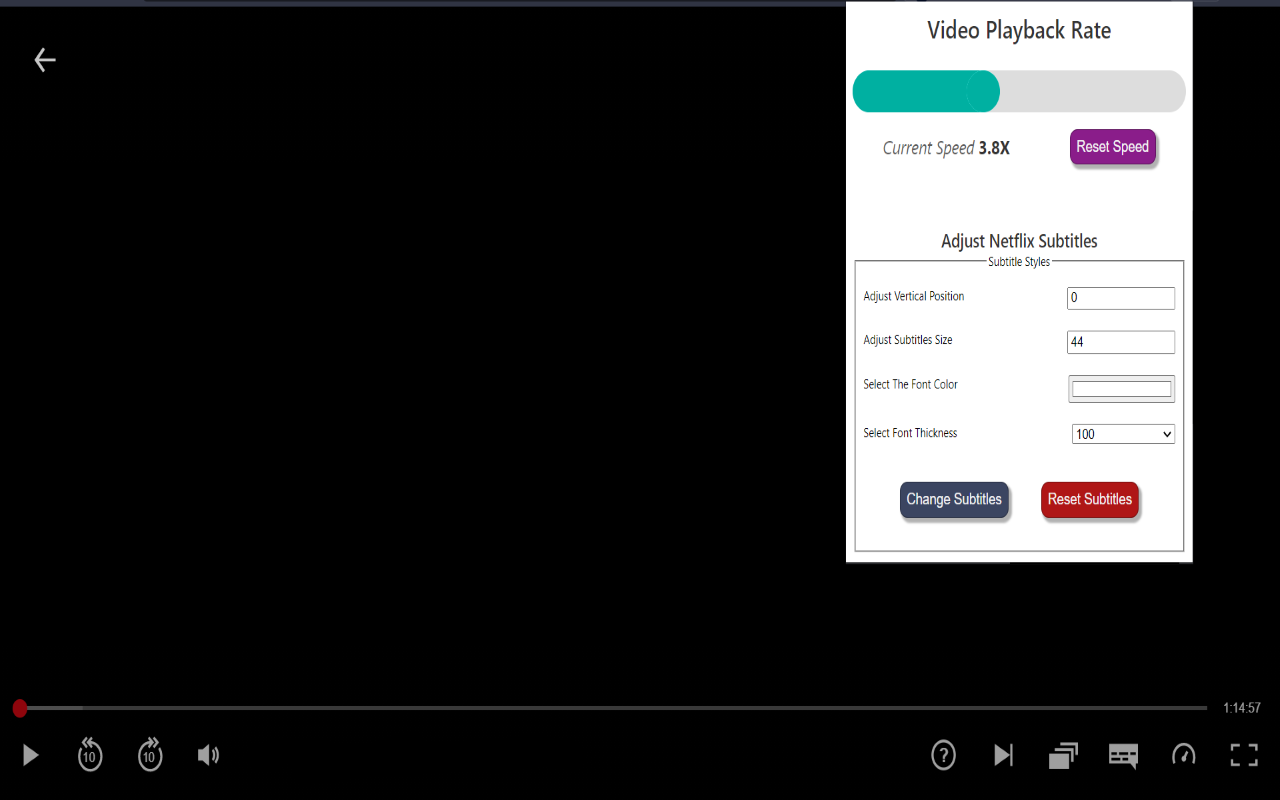 Video Playback Rate
Current Speed 3.8X
Reset Speed
Adjust Netflix Subtitles
Subtitle Styles
Adjust Vertical Position
0
Adjust Subtitles Size
44
Select The Font Color
Select Font Thickness
100
Change Subtitles
Reset Subtitles
1:14:57
10
10
?